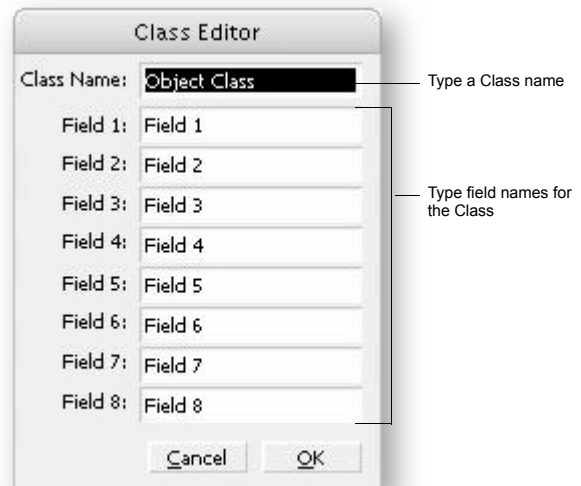 Class Editor
Class Name: Object Class
Type a Class name
Field 1: Field 1
Field 2: Field 2
Field 3: Field 3
Type field names for
the Class
Field 4: Field 4
Field 5: Field 5
Field 6: Field 6
Field 7: Field 7
Field 8: Field 8
Cancel OK